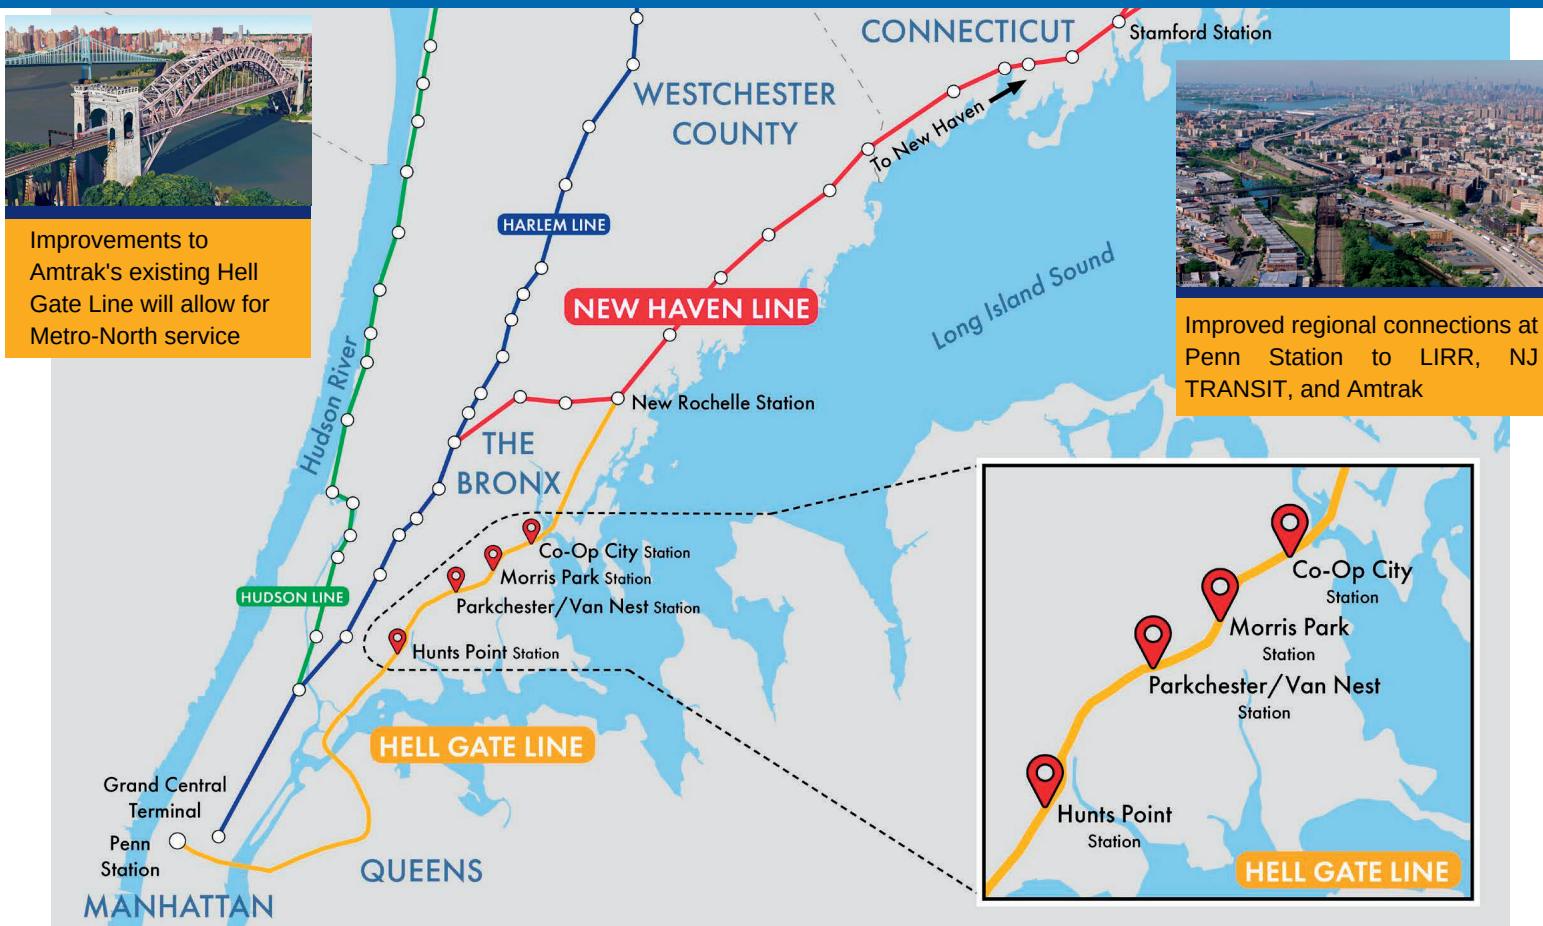 CONNECTICUT
Stamford Station
WESTCHESTER
COUNTY
To New Haven
HARLEM LINE
Improvements to
Amtrak's existing Hell
Gate Line will allow for
Metro-North service
NEW HAVEN LINE
Long Island Sound
Improved regional connections at
Penn Station to LIRR, NJ
TRANSIT, and Amtrak
Hudson River
New Rochelle Station
THE
BRONX
Co-Op City Station
Morris Park Station
Parkchester/Van Nest Station
Hunts Point Station
HUDSON LINE
HELL GATE LINE
Grand Central
Terminal
Penn
Station
QUEENS
MANHATTAN
Co-Op City
Station
Morris Park
Station
Parkchester/Van Nest
Station
Hunts Point
Station
HELL GATE LINE